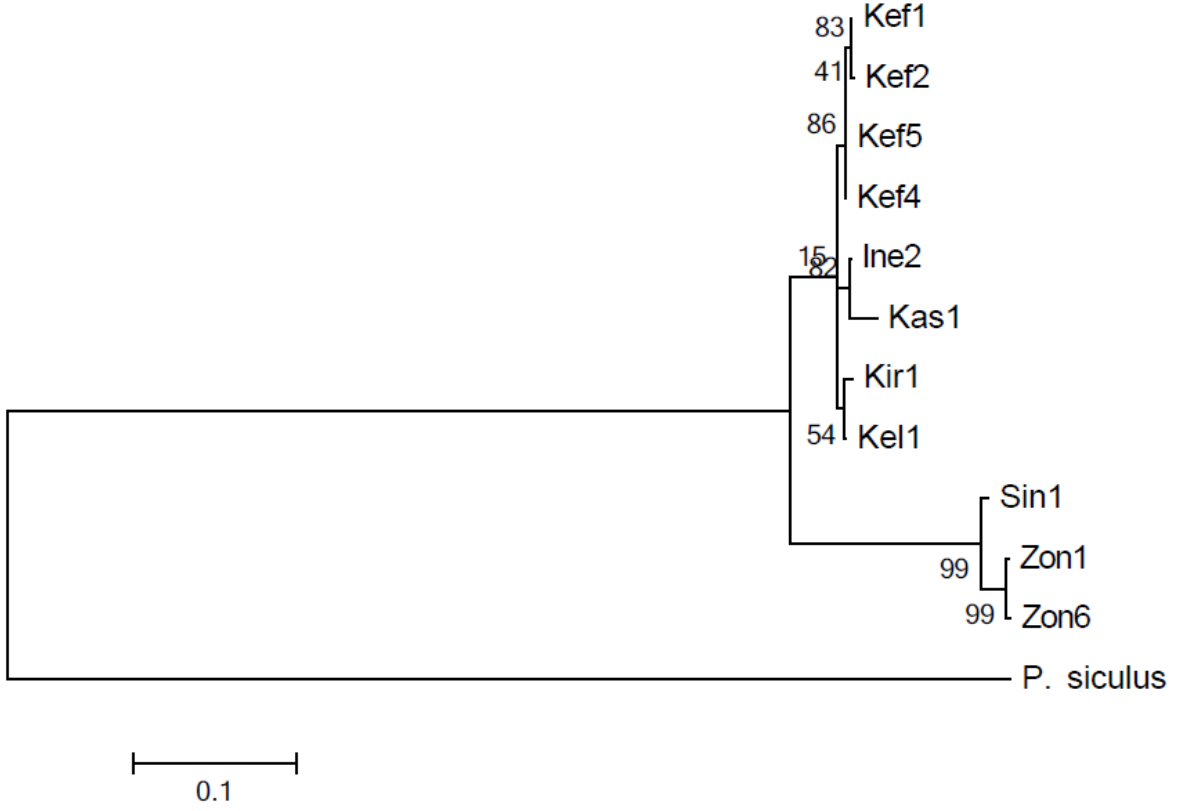 Kef1
83
41
Kef2
86
Kef5
Kef4
15
82
Ine2
Kas1
Kir1
54
Kel1
Sin1
99
Zon1
99
Zon6
P. siculus
0.1